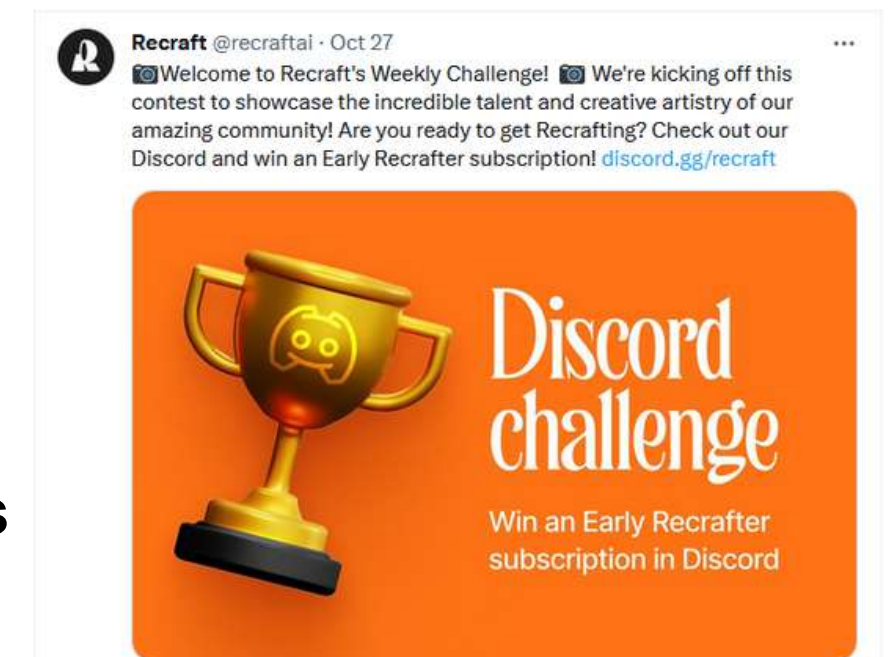 Recraft @recraftai · Oct 27
📷Welcome to Recraft's Weekly Challenge! 📷 We're kicking off this
contest to showcase the incredible talent and creative artistry of our
amazing community! Are you ready to get Recrafting? Check out our
Discord and win an Early Recrafter subscription! discord.gg/recraft
Discord
challenge
Win an Early Recrafter
subscription in Discord
s